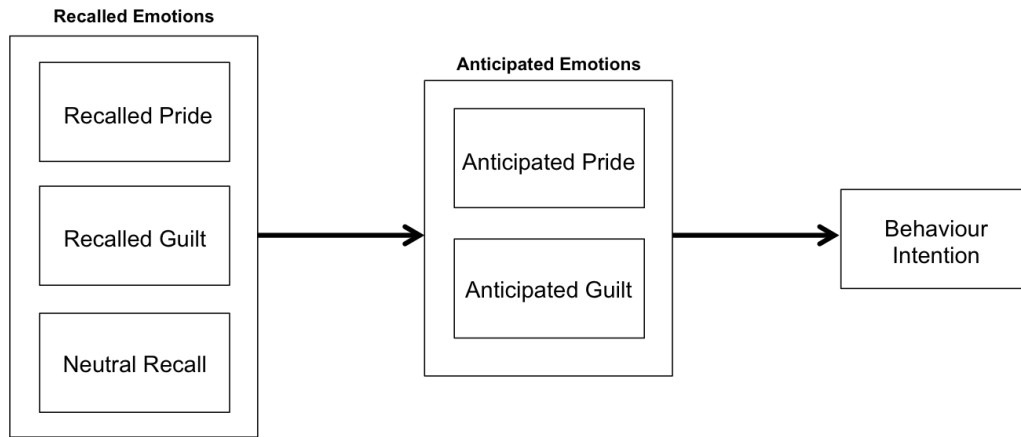 Recalled Emotions
Recalled Pride
Recalled Guilt
Neutral Recall
Anticipated Emotions
Anticipated Pride
Anticipated Guilt
Behaviour
Intention